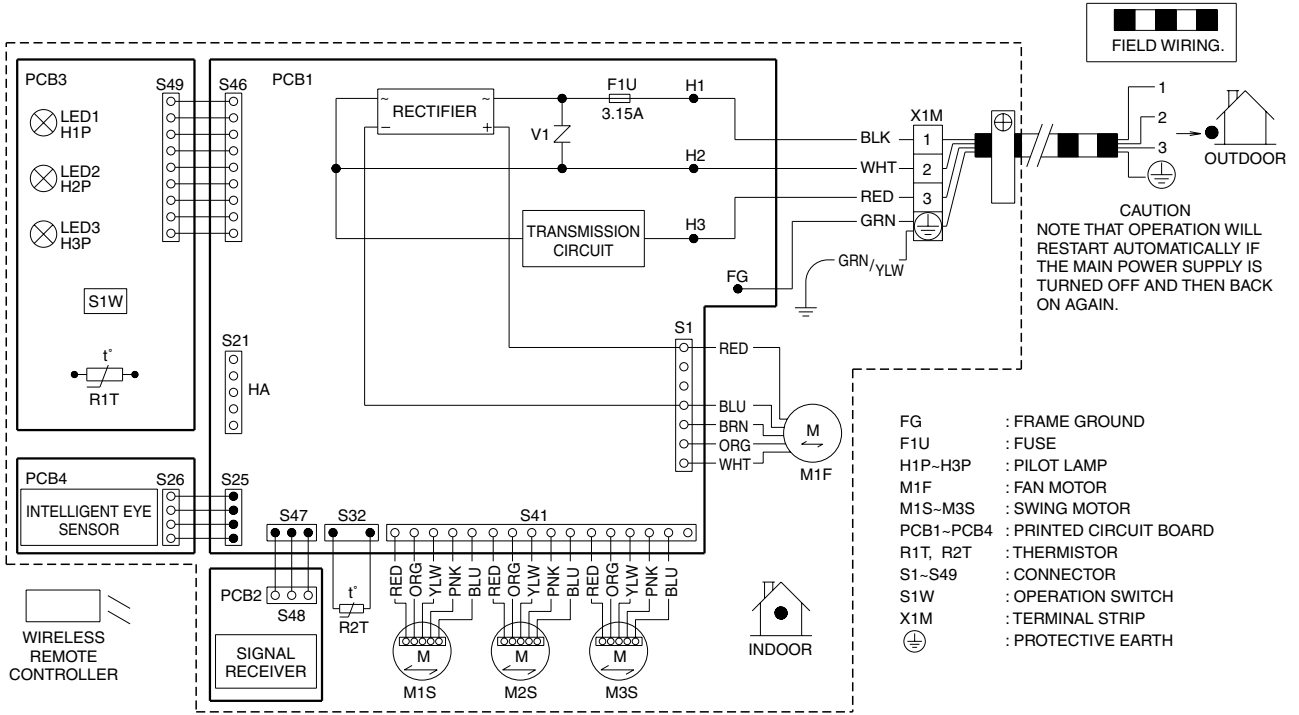 FIELD WIRING.
PCB3
S49
S46
PCB1
F1U
3.15A
H1
RECTIFIER
~
~
−
+
V1
H2
LED1
H1P
LED2
H2P
LED3
H3P
TRANSMISSION
CIRCUIT
H3
FG
S1W
t°
R1T
S21
HA
S1
BLK
WHT
RED
GRN
GRN/YLW
X1M
1
2
3
1
2
3
OUTDOOR
CAUTION
NOTE THAT OPERATION WILL
RESTART AUTOMATICALLY IF
THE MAIN POWER SUPPLY IS
TURNED OFF AND THEN BACK
ON AGAIN.
RED
BLU
BRN
ORG
WHT
M
M1F
PCB4
S26
S25
INTELLIGENT EYE
SENSOR
S47
S32
S41
PCB2
S48
SIGNAL
RECEIVER
t°
R2T
RED
ORG
YLW
PNK
BLU
RED
ORG
YLW
PNK
BLU
RED
ORG
YLW
PNK
BLU
M
M1S
M
M2S
M
M3S
INDOOR
WIRELESS
REMOTE
CONTROLLER
FG : FRAME GROUND
F1U : FUSE
H1P~H3P : PILOT LAMP
M1F : FAN MOTOR
M1S~M3S : SWING MOTOR
PCB1~PCB4 : PRINTED CIRCUIT BOARD
R1T, R2T : THERMISTOR
S1~S49 : CONNECTOR
S1W : OPERATION SWITCH
X1M : TERMINAL STRIP
: PROTECTIVE EARTH